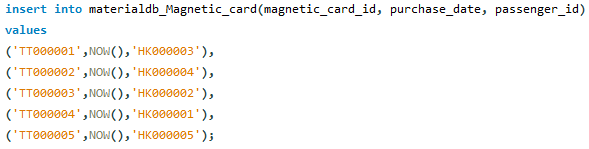 insert into materialdb_Magnetic_card(magnetic_card_id, purchase_date, passenger_id)
values
('TT000001',NOW(),'HK000003'),
('TT000002',NOW(),'HK000004'),
('TT000003',NOW(),'HK000002'),
('TT000004',NOW(),'HK000001'),
('TT000005',NOW(),'HK000005');